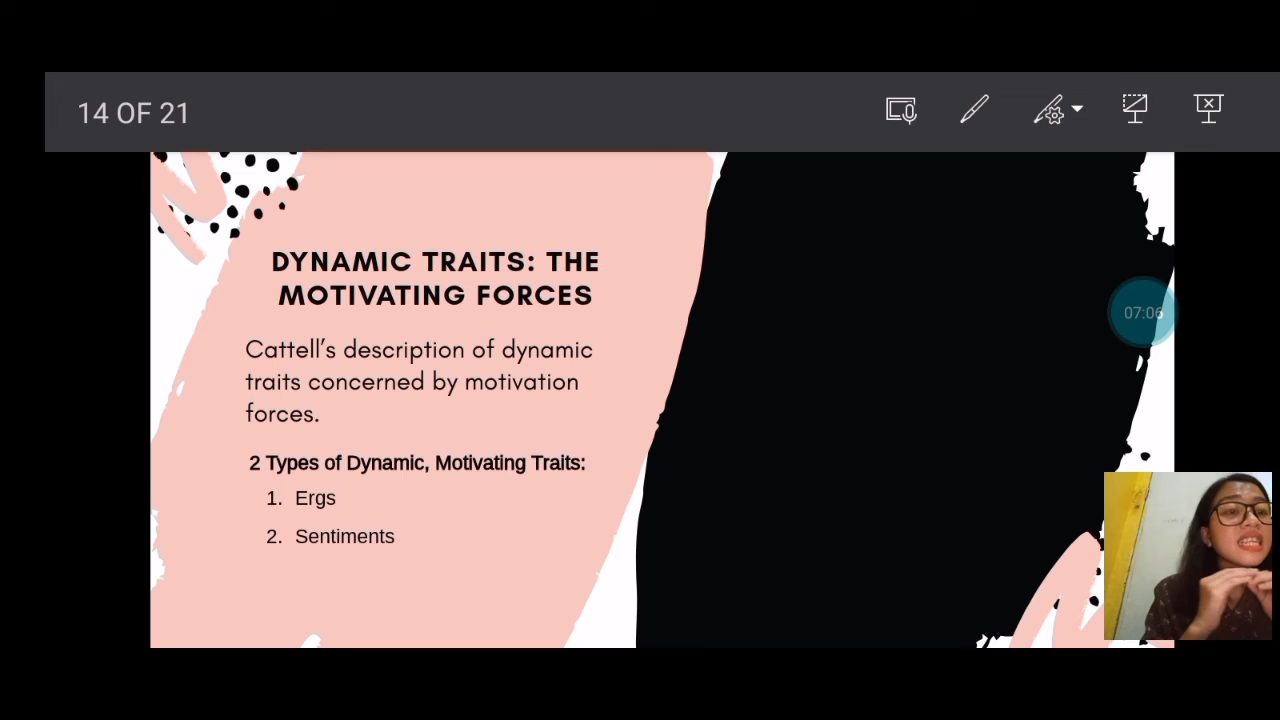 14 OF 21
DYNAMIC TRAITS: THE
MOTIVATING FORCES
Cattell's description of dynamic
traits concerned by motivation
forces.
07:06
2 Types of Dynamic, Motivating Traits:
1. Ergs
2. Sentiments